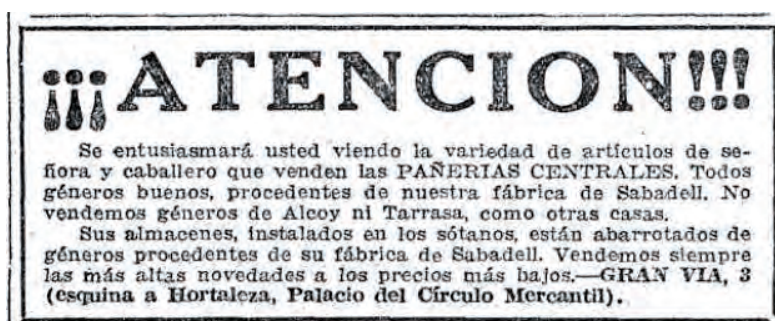 ¡¡¡ATENCION!!!
Se entusiasmará usted viendo la variedad de artículos de se-
ñora y caballero que venden las PAÑERIAS CENTRALES. Todos
géneros buenos, procedentes de nuestra fábrica de Sabadell. No
vendemos géneros de Alcoy ni Tarrasa, como otras casas.
Sus almacenes, instalados en los sótanos, están abarrotados de
géneros procedentes de su fábrica de Sabadell. Vendemos siempre
las más altas novedades a los precios más bajos.—GRAN VIA, 3
(esquina a Hortaleza, Palacio del Círculo Mercantil).